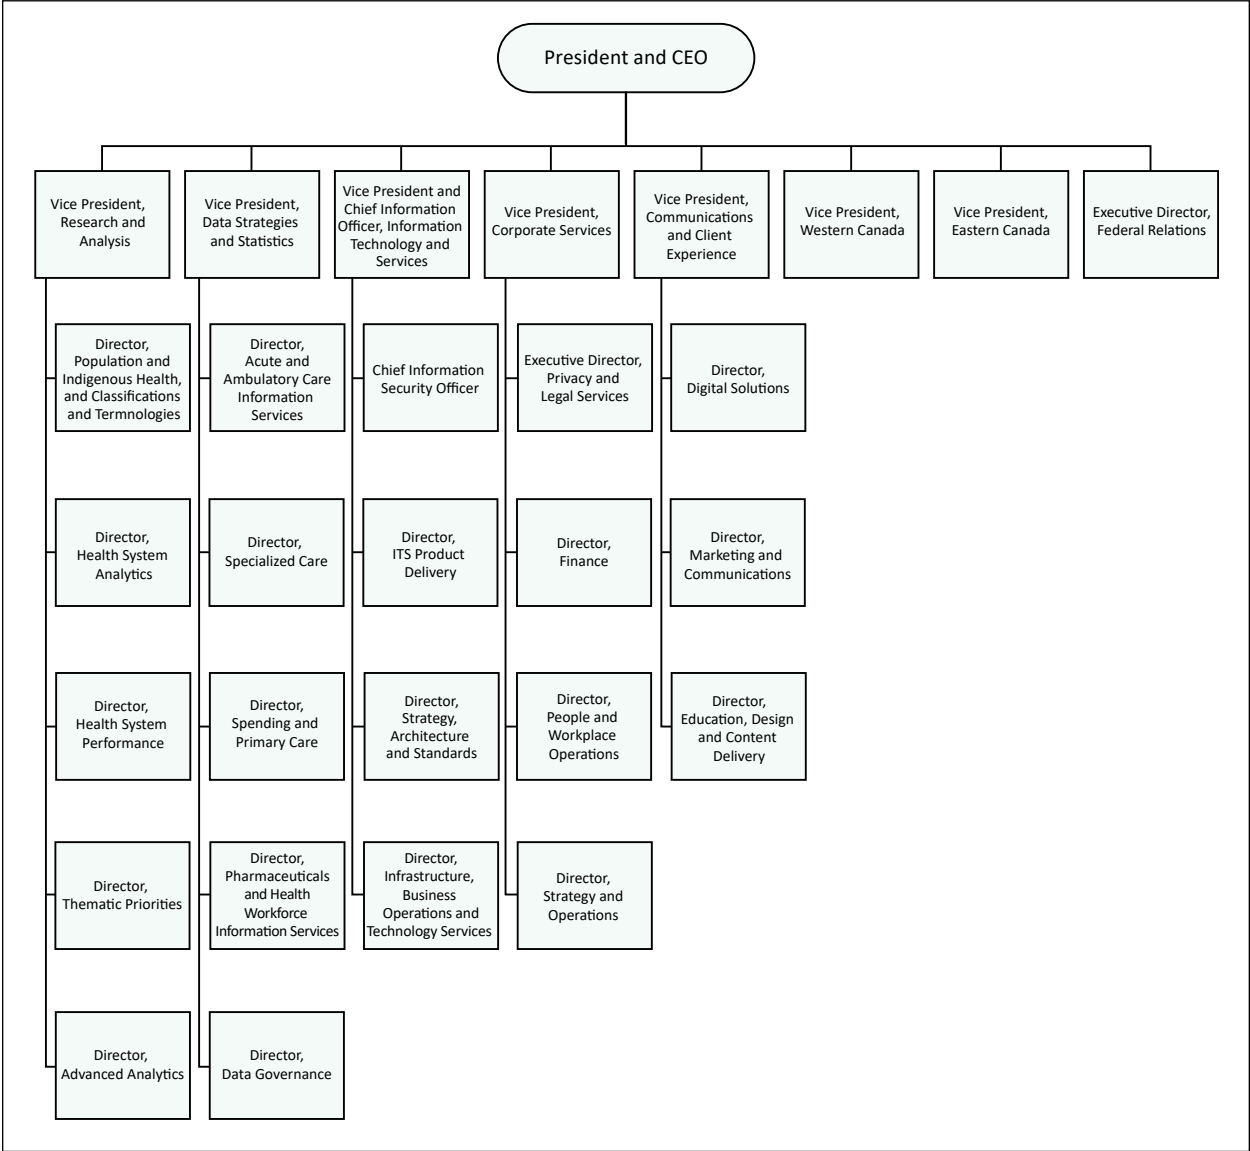 President and CEO
Vice President,
Research and
Analysis
Vice President,
Data Strategies
and Statistics
Vice President and
Chief Information
Officer, Information
Technology and
Services
Vice President,
Corporate Services
Vice President,
Communications
and Client
Experience
Vice President,
Western Canada
Vice President,
Eastern Canada
Executive Director,
Federal Relations
Director,
Population and
Indigenous Health,
and Classifications
and Termnologies
Director,
Acute and
Ambulatory Care
Information
Services
Chief Information
Security Officer
Executive Director,
Privacy and
Legal Services
Director,
Digital Solutions
Director,
Health System
Analytics
Director,
Specialized Care
Director,
ITS Product
Delivery
Director,
Finance
Director,
Marketing and
Communications
Director,
Health System
Performance
Director,
Spending and
Primary Care
Director,
Strategy,
Architecture
and Standards
Director,
People and
Workplace
Operations
Director,
Education, Design
and Content
Delivery
Director,
Thematic Priorities
Director,
Pharmaceuticals
and Health
Workforce
Information Services
Director,
Infrastructure,
Business
Operations and
Technology Services
Director,
Strategy and
Operations
Director,
Advanced Analytics
Director,
Data Governance